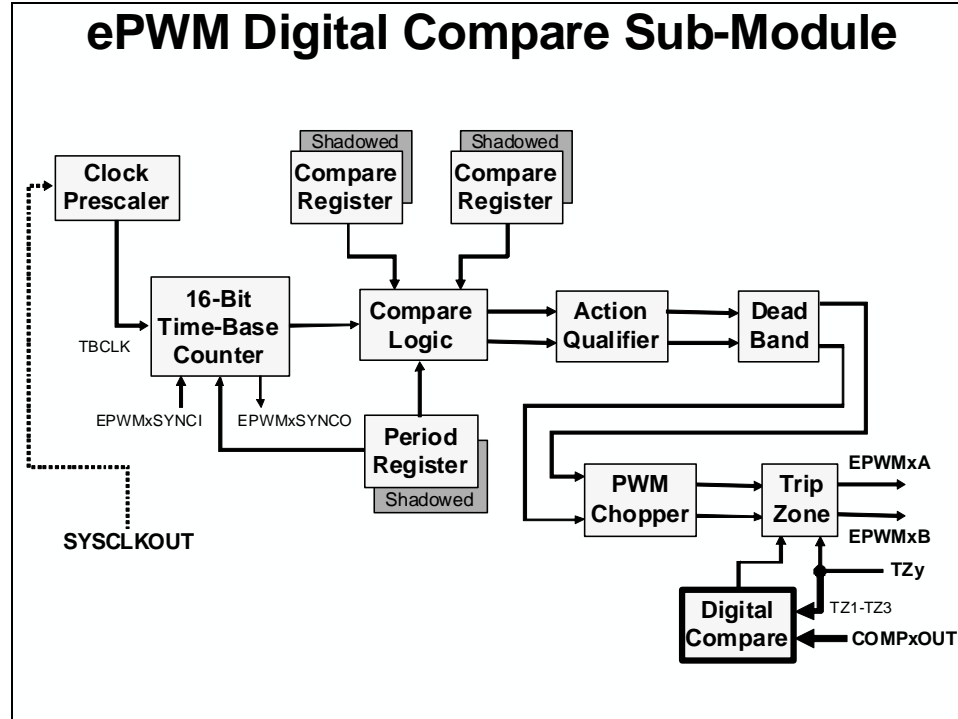 ePWM Digital Compare Sub-Module
Shadowed
Shadowed
Clock
Prescaler
Compare
Register
Compare
Register
16-Bit
Time-Base
Counter
Compare
Logic
Action
Qualifier
Dead
Band
TBCLK
EPWMxSYNCI
EPWMxSYNCO
Period
Register
Shadowed
PWM
Chopper
Trip
Zone
EPWMxA
EPWMxB
SYSCLKOUT
TZy
Digital
Compare
TZ1-TZ3
COMPxOUT